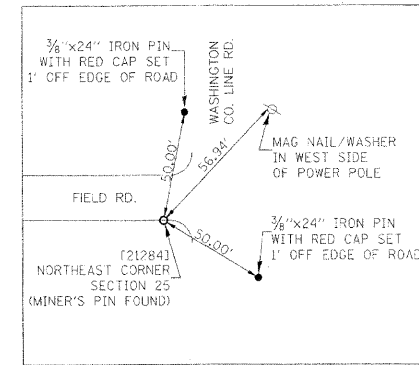 ⅜"x24" IRON PIN
WITH RED CAP SET
1' OFF EDGE OF ROAD
WASHINGTON
CO. LINE RD.
50.00'
56.94'
MAG NAIL/WASHER
IN WEST SIDE
OF POWER POLE
FIELD RD.
50.00'
⅜"x24" IRON PIN
WITH RED CAP SET
1' OFF EDGE OF ROAD
[21284]
NORTHEAST CORNER
SECTION 25
(MINER'S PIN FOUND)